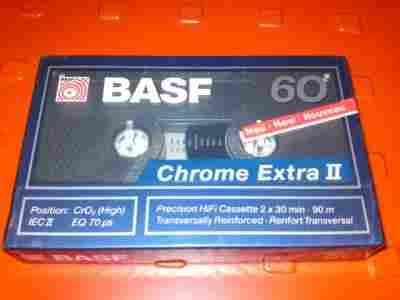 BASF 60
Neu · New · Nouveau
Chrome Extra II
Position: CrO₂ (High)
IEC II EQ 70 µs
Precision HiFi Cassette 2 x 30 min · 90 m
Transversally Reinforced · Renfort Transversal